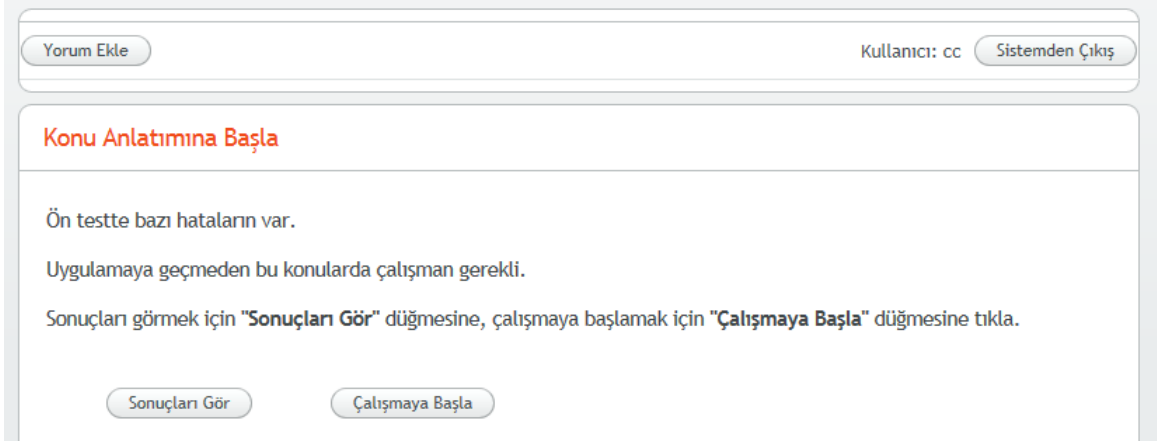 Yorum Ekle
Kullanıcı: cc
Sistemden Çıkış
Konu Anlatımına Başla
Ön testte bazı hataların var.
Uygulamaya geçmeden bu konularda çalışman gerekli.
Sonuçları görmek için "Sonuçları Gör" düğmesine, çalışmaya başlamak için "Çalışmaya Başla" düğmesine tıkla.
Sonuçları Gör
Çalışmaya Başla